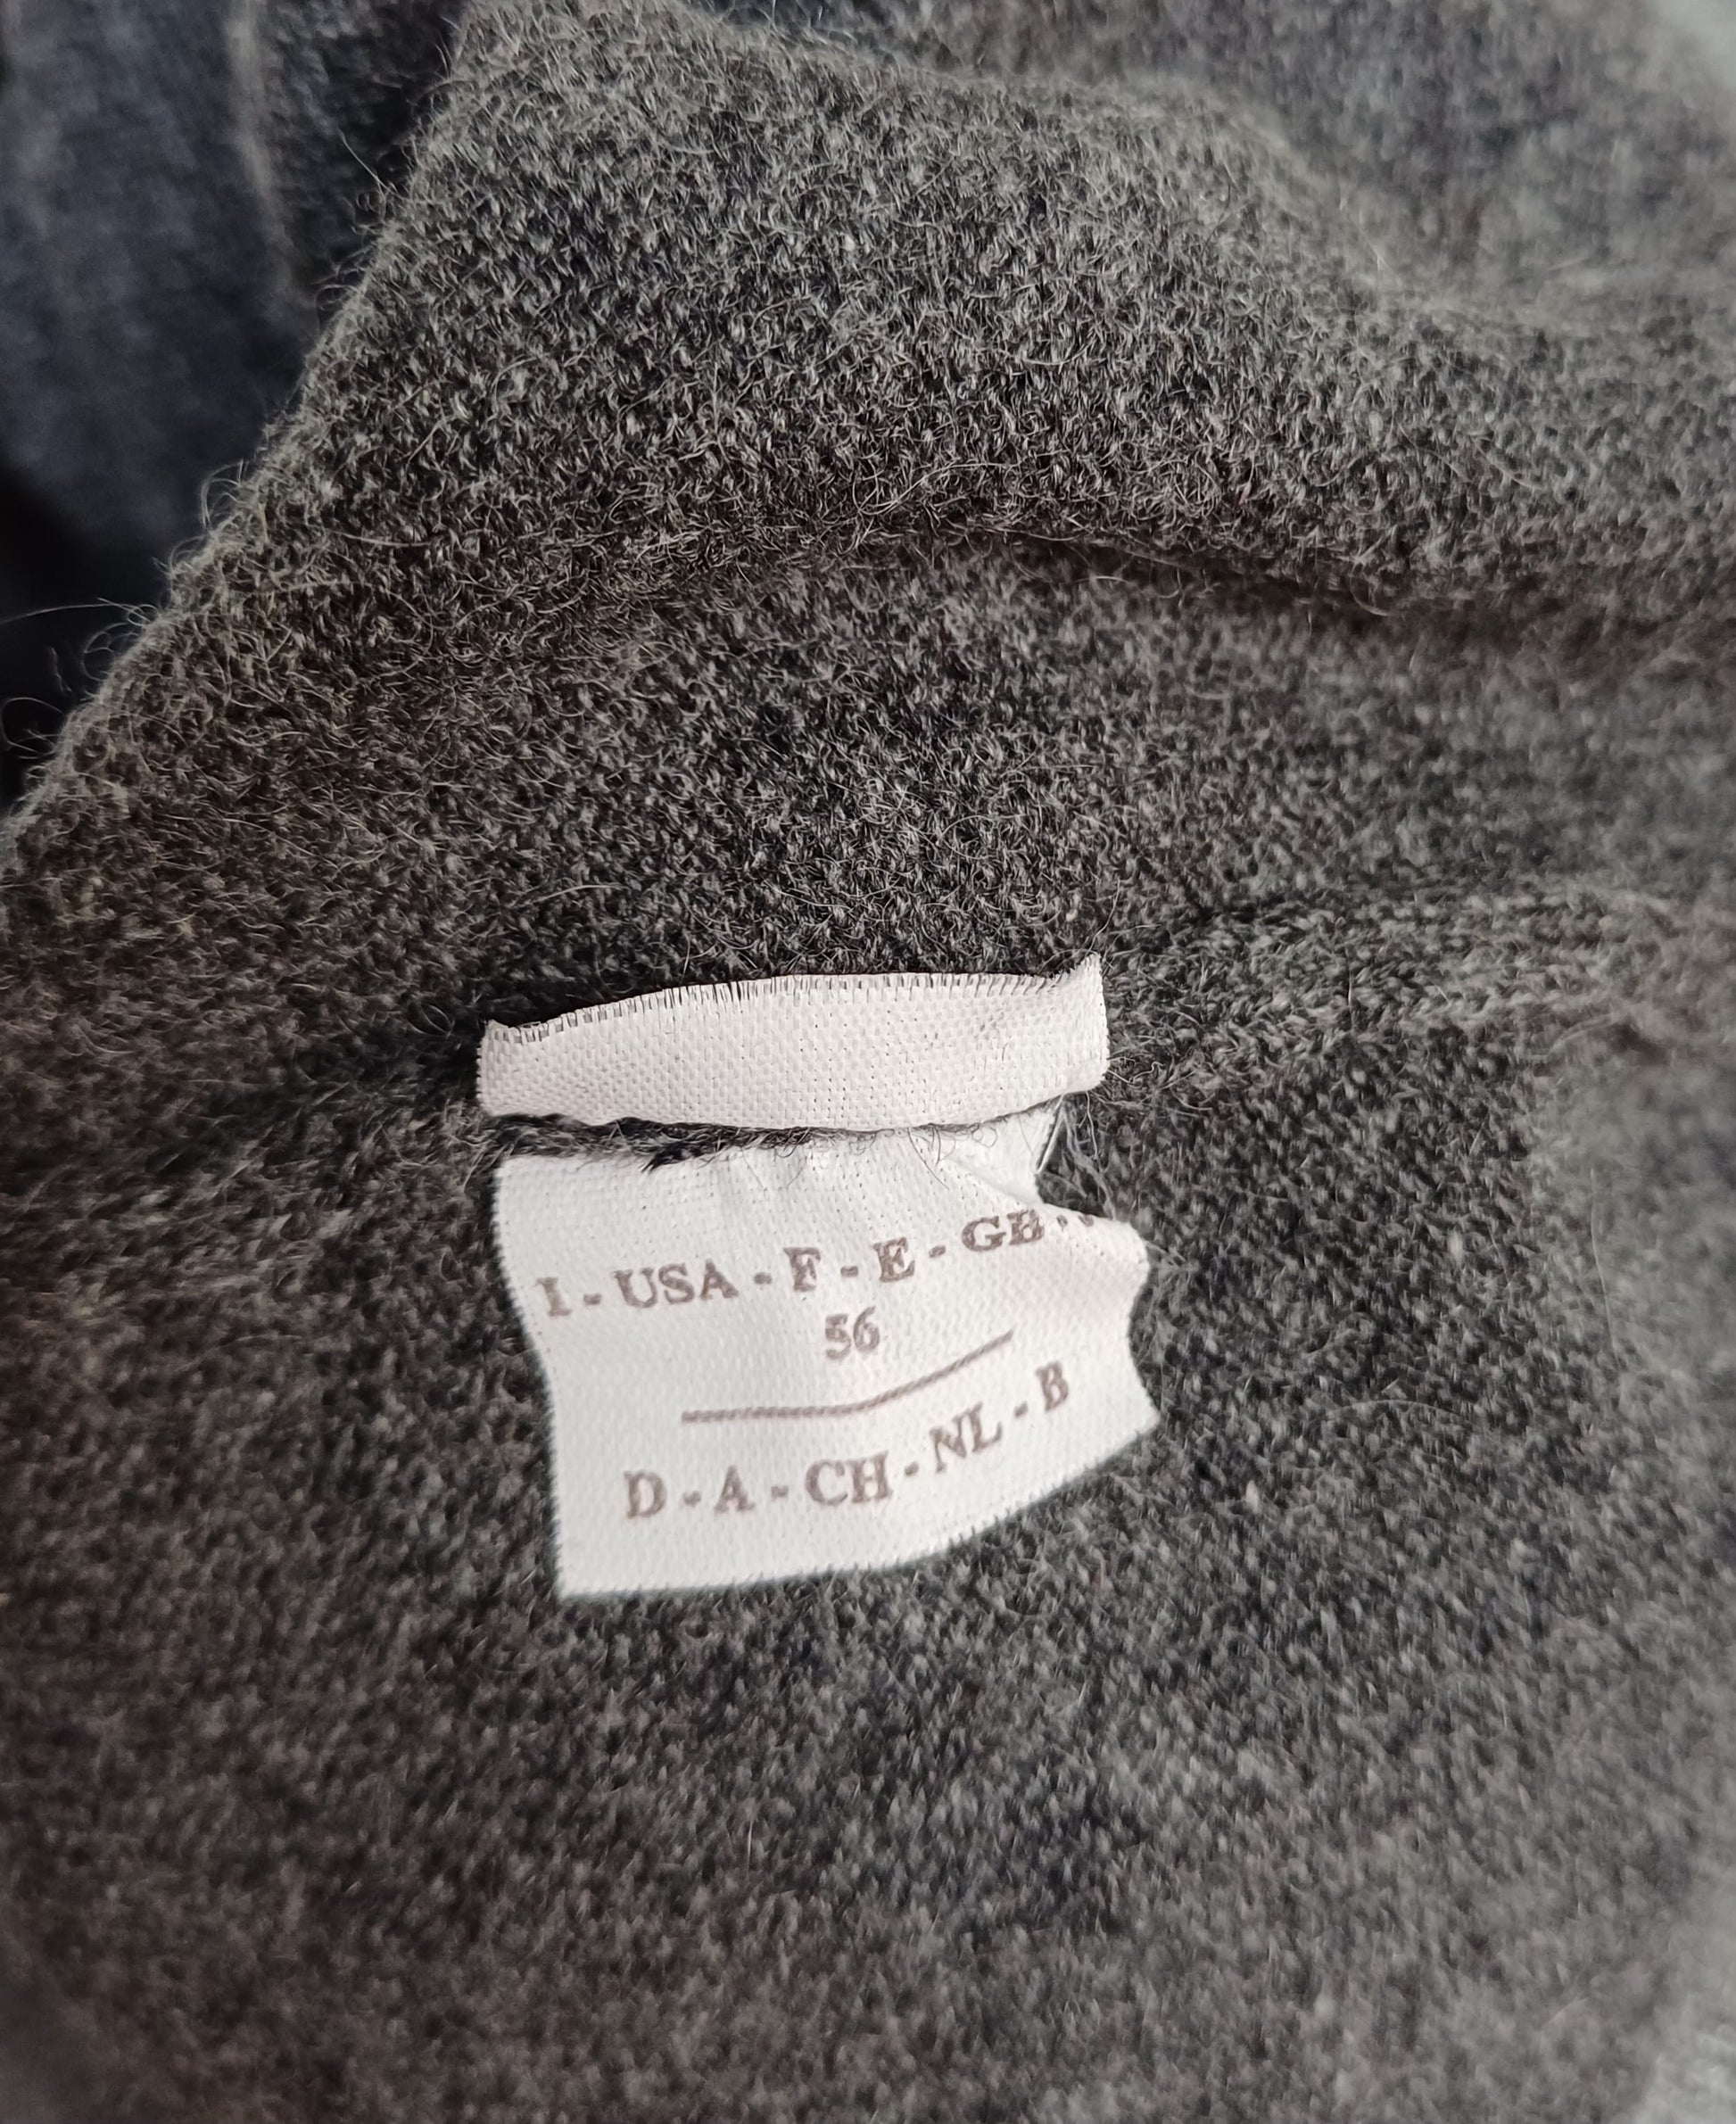 I - USA - F - E - GB
56
D - A - CH - NL - B